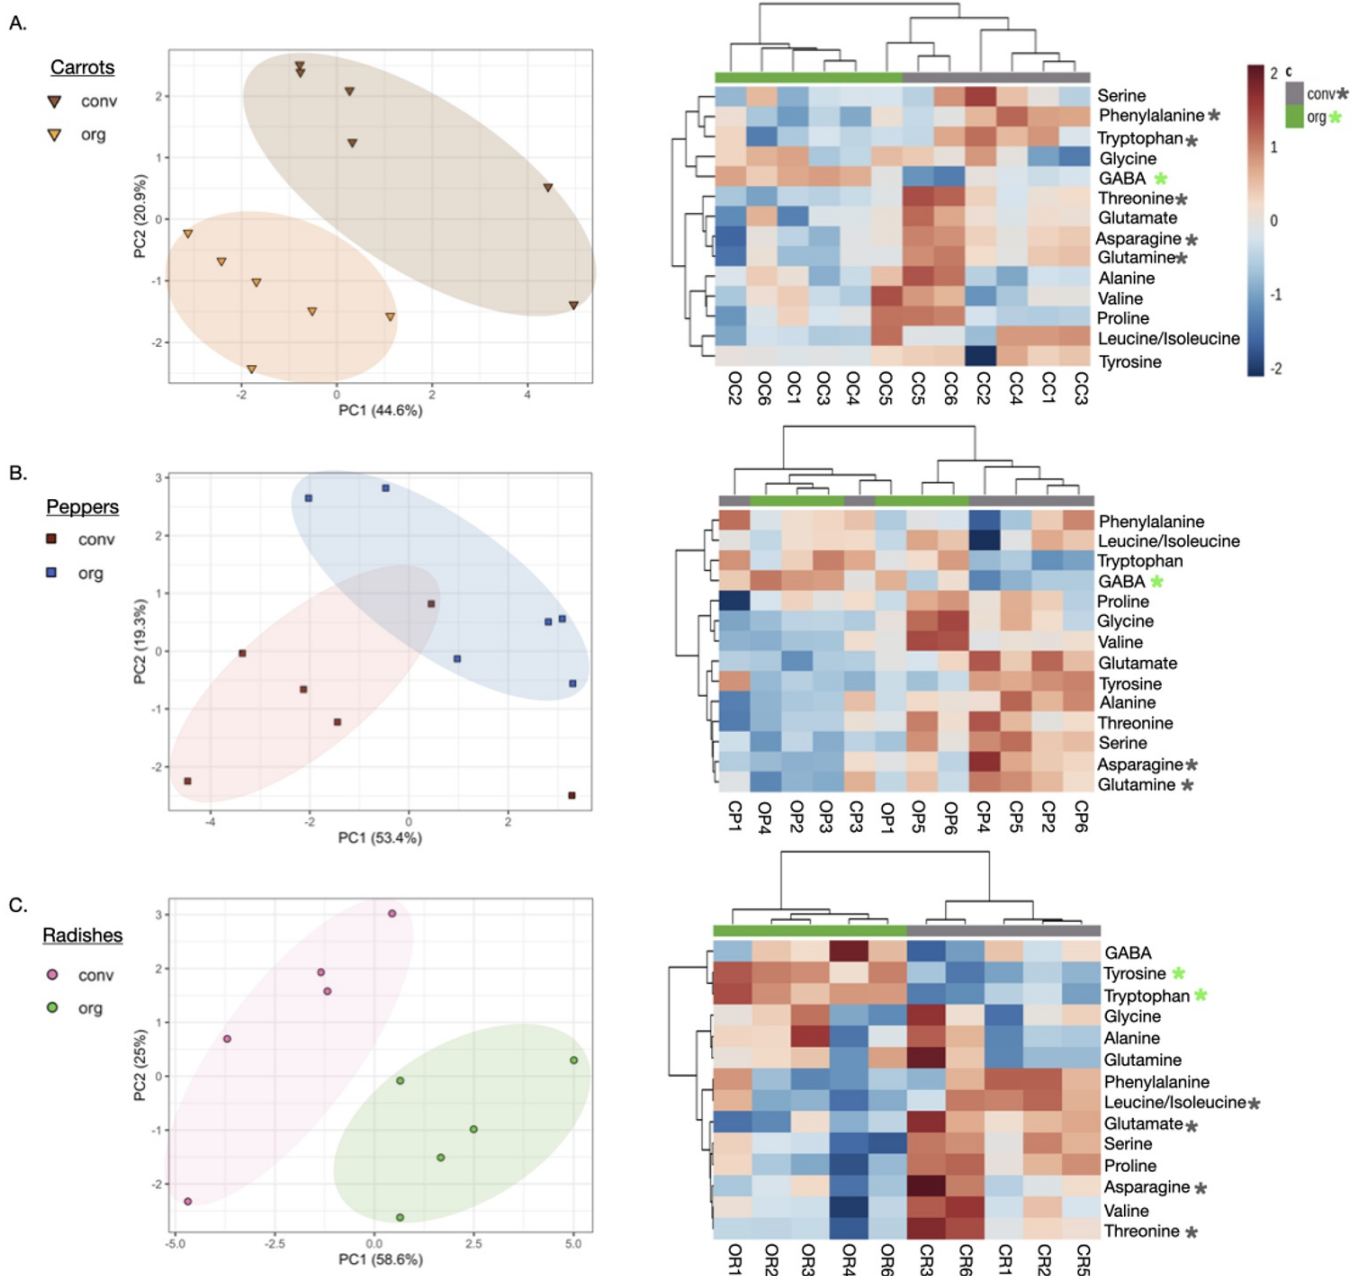 A.
Carrots
conv
org
2
1
0
-1
-2
PC2 (20.9%)
-2
0
2
4
PC1 (44.6%)
Serine
Phenylalanine *
Tryptophan *
Glycine
GABA *
Threonine *
Glutamate
Asparagine *
Glutamine *
Alanine
Valine
Proline
Leucine/Isoleucine
Tyrosine
OC2 OC6 OC1 OC3 OC4 OC5 CC5 CC6 CC2 CC4 CC1 CC3
2
1
0
-1
-2
c
conv *
org *
B.
Peppers
conv
org
3
2
1
0
-1
-2
PC2 (19.3%)
-4
-2
0
2
PC1 (53.4%)
Phenylalanine
Leucine/Isoleucine
Tryptophan
GABA *
Proline
Glycine
Valine
Glutamate
Tyrosine
Alanine
Threonine
Serine
Asparagine *
Glutamine *
CP1 OP4 OP2 OP3 CP3 OP1 OP5 OP6 CP4 CP5 CP2 CP6
C.
Radishes
conv
org
3
2
1
0
-1
-2
PC2 (25%)
-5.0
-2.5
0.0
2.5
5.0
PC1 (58.6%)
GABA
Tyrosine *
Tryptophan *
Glycine
Alanine
Glutamine
Phenylalanine
Leucine/Isoleucine *
Glutamate *
Serine
Proline
Asparagine *
Valine
Threonine *
OR1 OR2 OR3 OR4 OR6 CR3 CR6 CR1 CR2 CR5